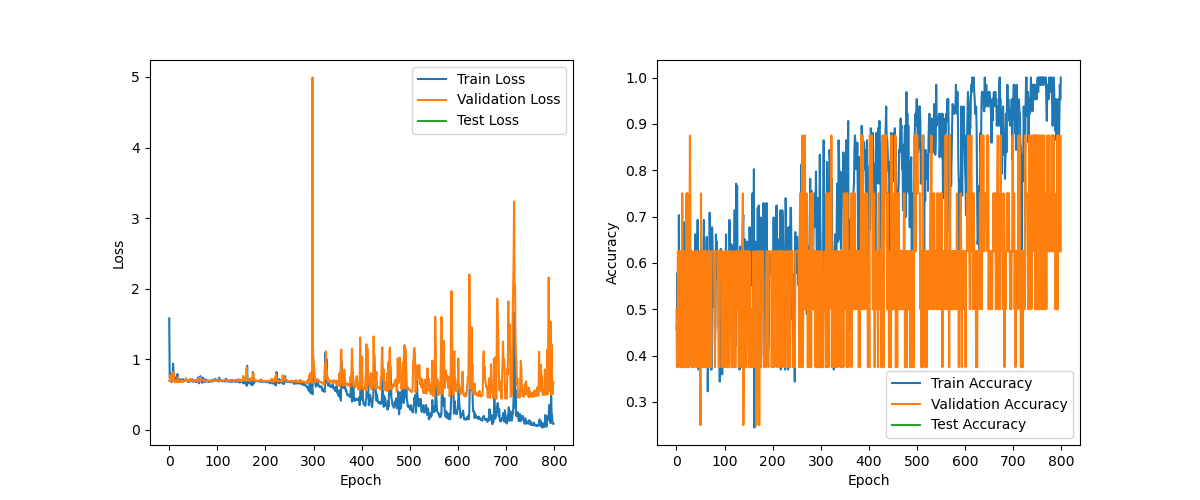 5
4
3
2
1
0
Loss
0 100 200 300 400 500 600 700 800
Epoch
Train Loss
Validation Loss
Test Loss
1.0
0.9
0.8
0.7
0.6
0.5
0.4
0.3
Accuracy
0 100 200 300 400 500 600 700 800
Epoch
Train Accuracy
Validation Accuracy
Test Accuracy